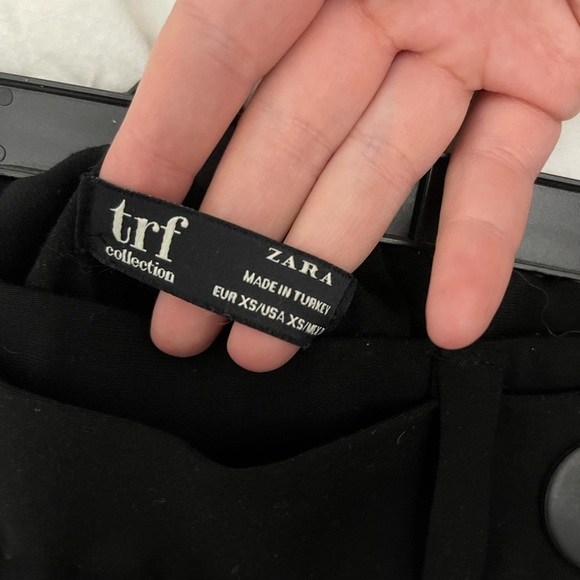 trf
collection
ZARA
MADE IN TURKEY
EUR XS/USA XS/